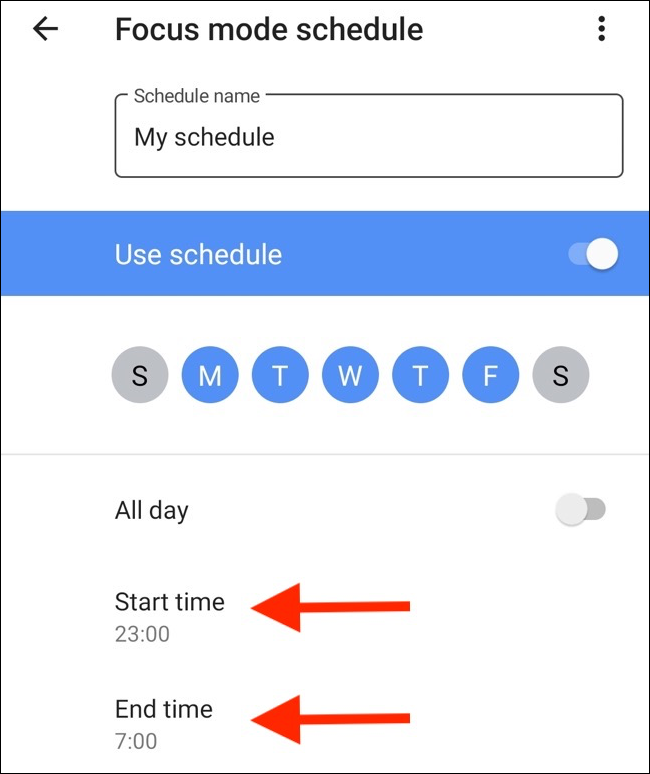 Focus mode schedule
Schedule name
My schedule
Use schedule
S M T W T F S
All day
Start time
23:00
End time
7:00